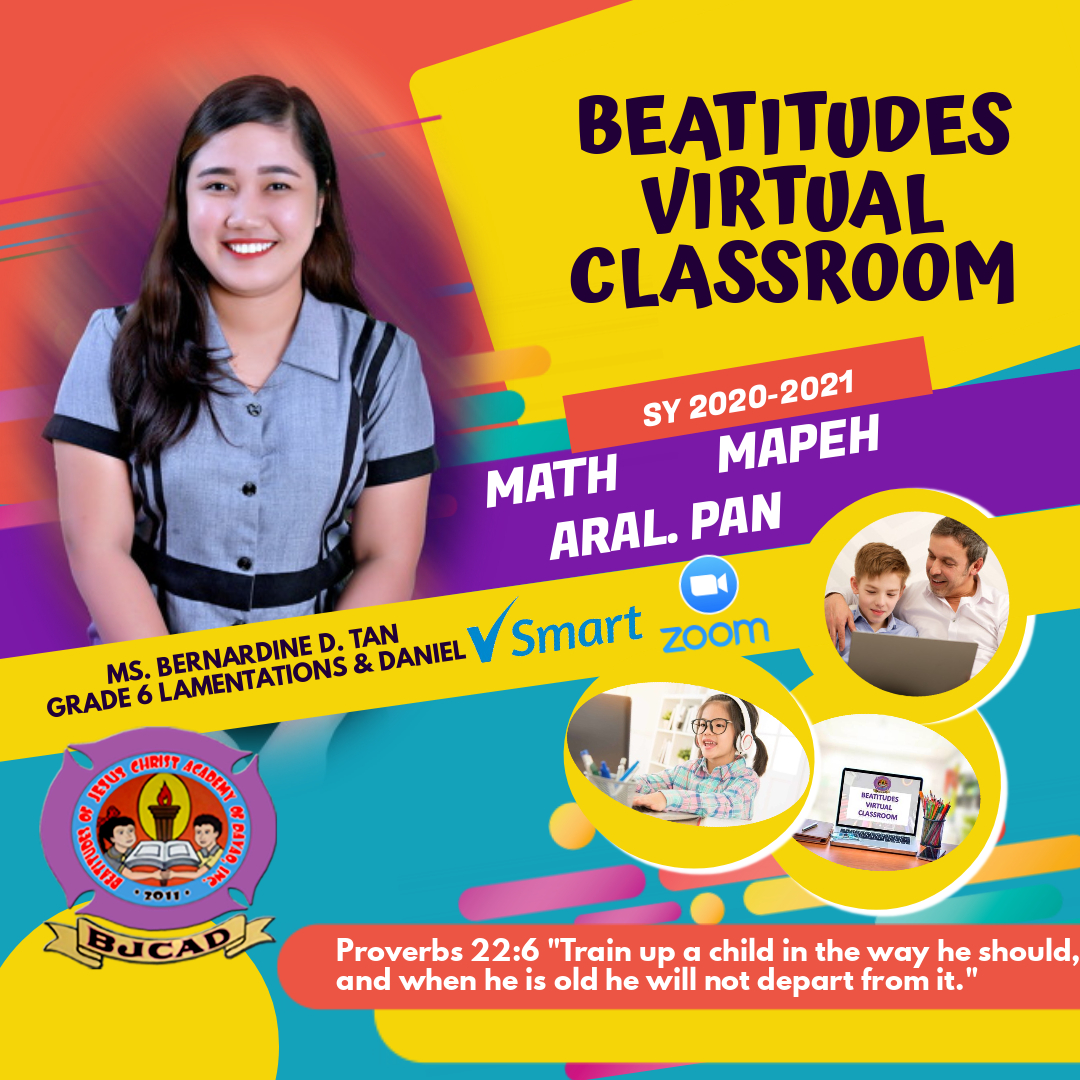 BEATITUDES
VIRTUAL
CLASSROOM
SY 2020-2021
MATH
MAPEH
ARAL. PAN
MS. BERNARDINE D. TAN
GRADE 6 LAMENTATIONS & DANIEL
Smart
zoom
BEATITUDES
VIRTUAL
CLASSROOM
BEATITUDES OF JESUS CHRIST ACADEMY OF DAVAO, INC.
• 2011 •
BJCAD
Proverbs 22:6 "Train up a child in the way he should,
and when he is old he will not depart from it."